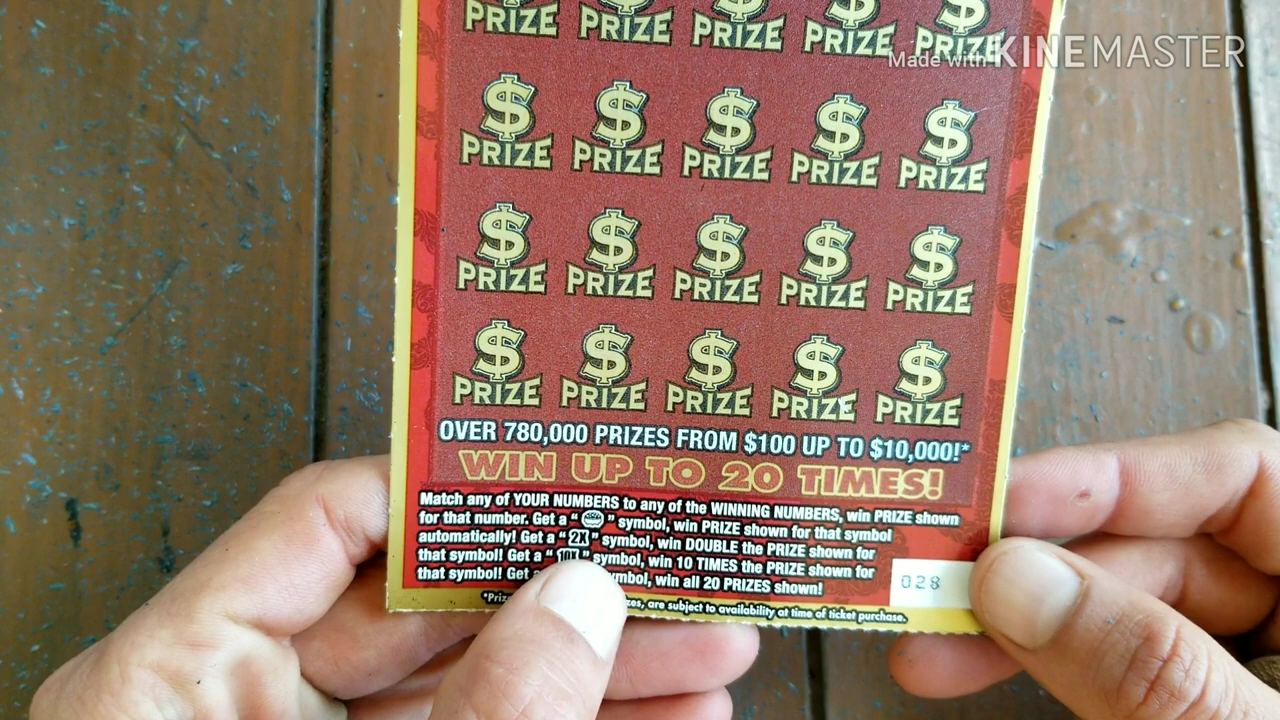 $ $ $ $ $
PRIZE PRIZE PRIZE PRIZE PRIZE
Made with KINEMASTER
$ $ $ $ $
PRIZE PRIZE PRIZE PRIZE PRIZE
$ $ $ $ $
PRIZE PRIZE PRIZE PRIZE PRIZE
$ $ $ $ $
PRIZE PRIZE PRIZE PRIZE PRIZE
OVER 780,000 PRIZES FROM $100 UP TO $10,000!*
WIN UP TO 20 TIMES!
Match any of YOUR NUMBERS to any of the WINNING NUMBERS, win PRIZE shown
for that number. Get a " " symbol, win PRIZE shown for that symbol
automatically! Get a "2X" symbol, win DOUBLE the PRIZE shown for
that symbol! Get a "10X" symbol, win 10 TIMES the PRIZE shown for
that symbol! Get symbol, win all 20 PRIZES shown!
028
are subject to availability at time of ticket purchase.